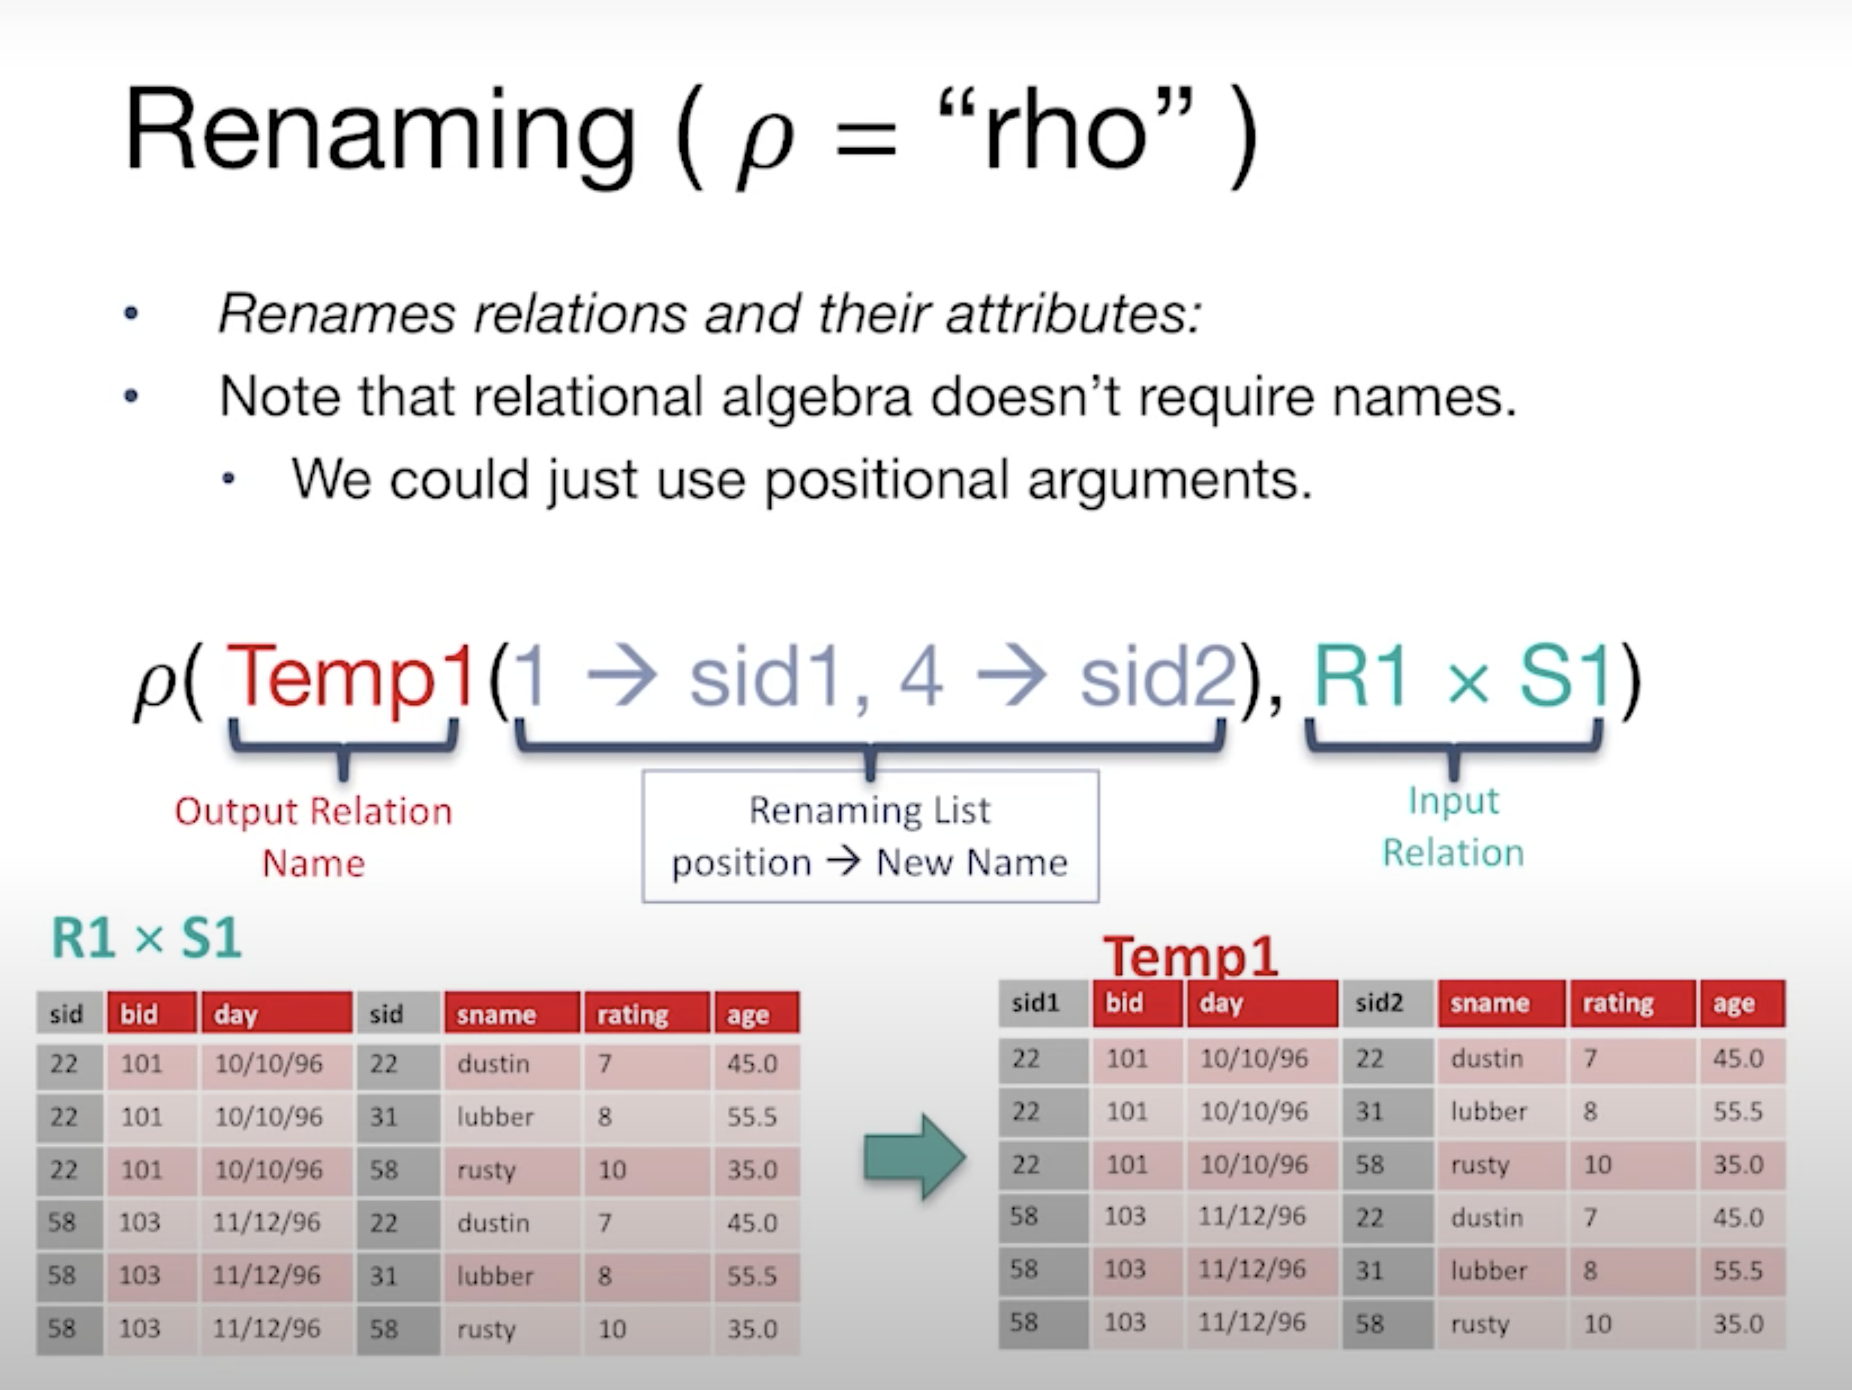 Renaming ( ρ = “rho” )
• Renames relations and their attributes:
• Note that relational algebra doesn’t require names.
• We could just use positional arguments.
ρ( Temp1(1 → sid1, 4 → sid2), R1 × S1)
Output Relation
Name
Renaming List
position → New Name
Input
Relation
R1 × S1
sid bid day sid sname rating age
22 101 10/10/96 22 dustin 7 45.0
22 101 10/10/96 31 lubber 8 55.5
22 101 10/10/96 58 rusty 10 35.0
58 103 11/12/96 22 dustin 7 45.0
58 103 11/12/96 31 lubber 8 55.5
58 103 11/12/96 58 rusty 10 35.0
Temp1
sid1 bid day sid2 sname rating age
22 101 10/10/96 22 dustin 7 45.0
22 101 10/10/96 31 lubber 8 55.5
22 101 10/10/96 58 rusty 10 35.0
58 103 11/12/96 22 dustin 7 45.0
58 103 11/12/96 31 lubber 8 55.5
58 103 11/12/96 58 rusty 10 35.0